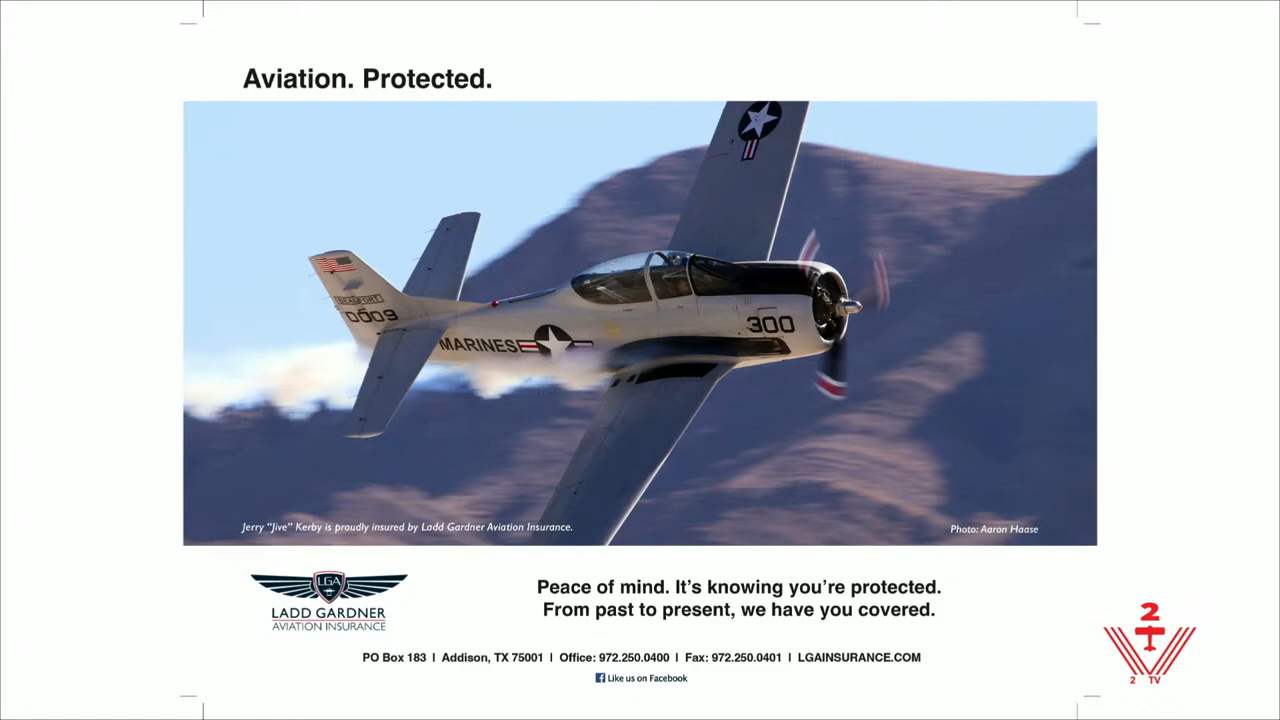 Aviation. Protected.
BEAUFORT
0009
MARINES
300
Jerry "Jive" Kerby is proudly insured by Ladd Gardner Aviation Insurance.
Photo: Aaron Haase
LGA
LADD GARDNER
AVIATION INSURANCE
Peace of mind. It's knowing you're protected.
From past to present, we have you covered.
PO Box 183 | Addison, TX 75001 | Office: 972.250.0400 | Fax: 972.250.0401 | LGAINSURANCE.COM
f Like us on Facebook
2
2 TV